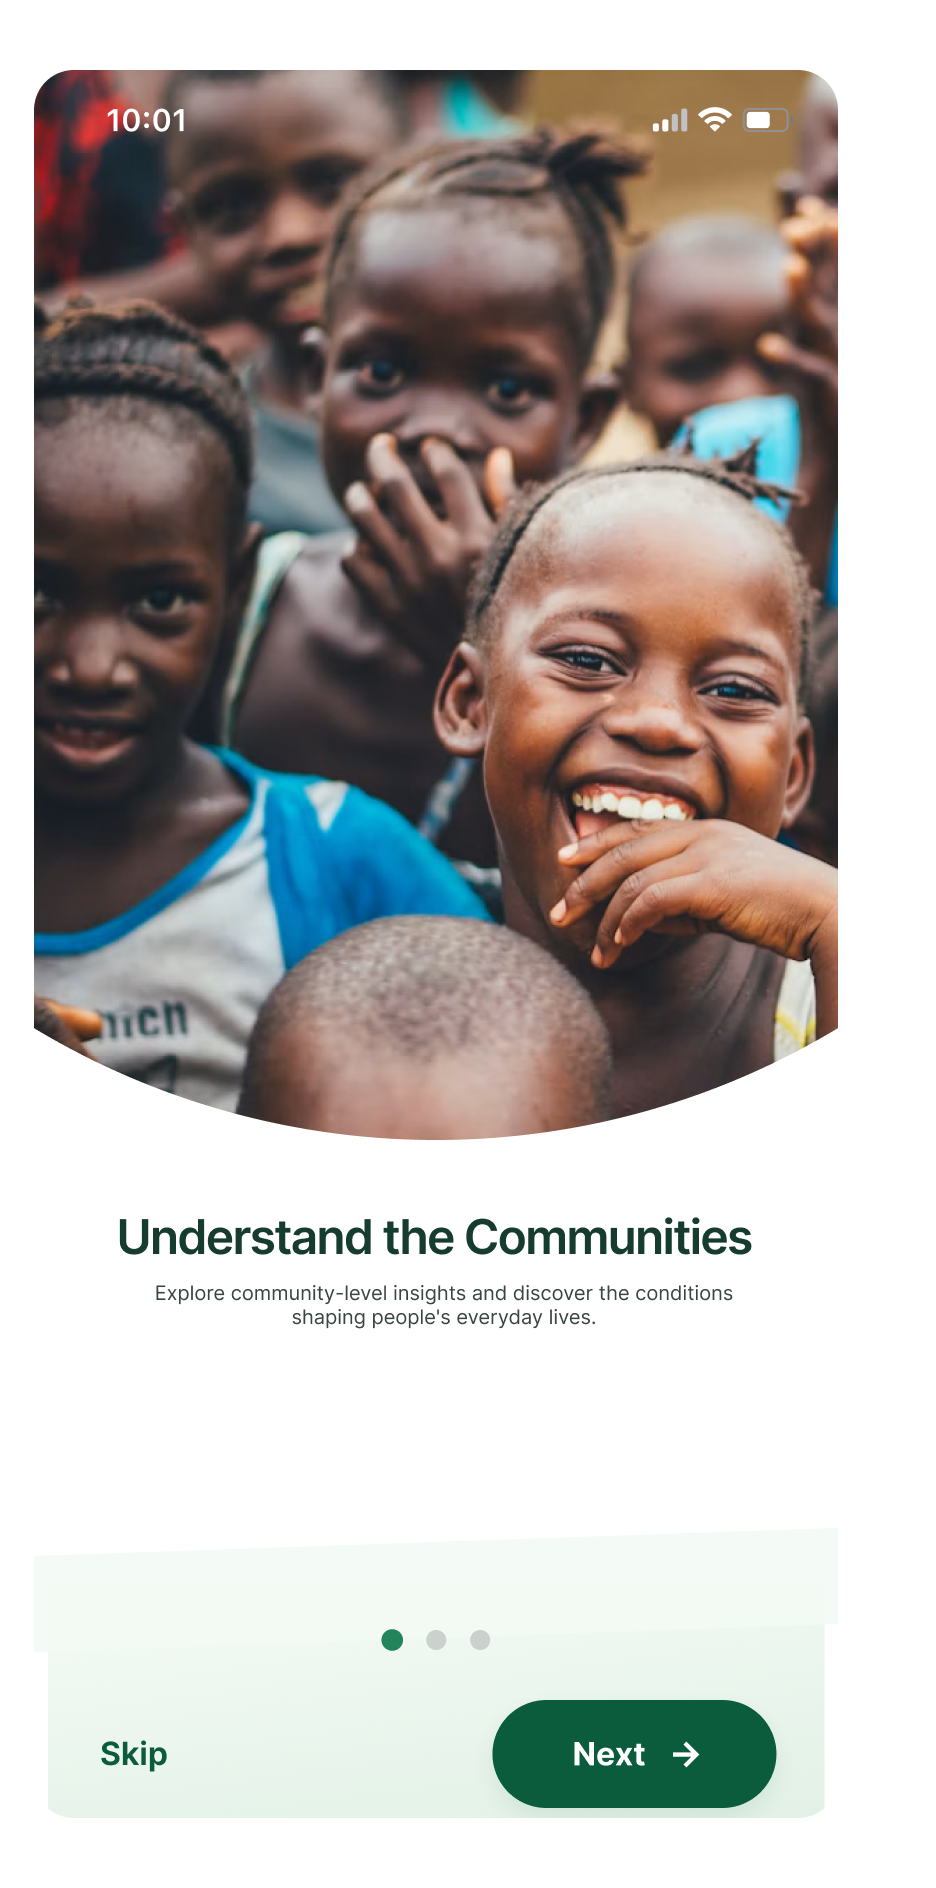 10:01
Understand the Communities
Explore community-level insights and discover the conditions
shaping people's everyday lives.
Skip
Next →